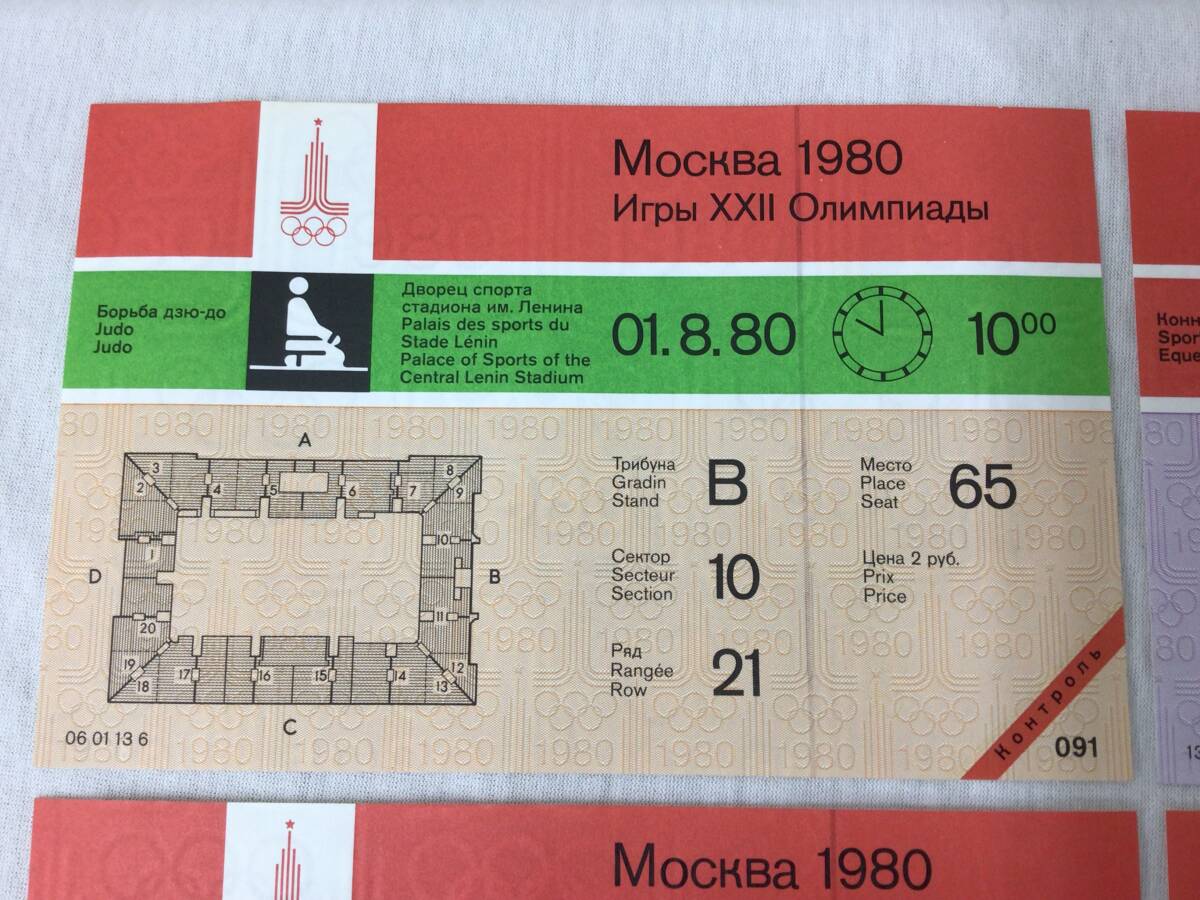 Москва 1980
Игры XXII Олимпиады
Борьба дзю-до
Judo
Judo
Дворец спорта
стадиона им. Ленина
Palais des sports du
Stade Lénin
Palace of Sports of the
Central Lenin Stadium
01.8.80
10⁰⁰
A
3
2
4
5
6
7
8
9
1
10
D
B
20
11
19
18
17
16
15
14
12
13
C
06 01 13 6
Трибуна
Gradin
Stand
B
Место
Place
Seat
65
Сектор
Secteur
Section
10
Цена 2 руб.
Prix
Price
Ряд
Rangée
Row
21
Контроль
091
Москва 1980